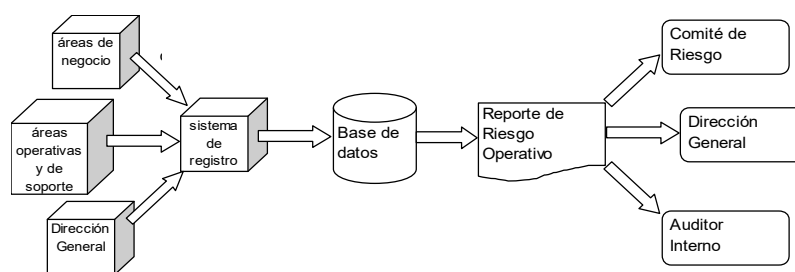 áreas de
negocio
áreas
operativas
y de
soporte
Dirección
General
sistema
de
registro
Base de
datos
Reporte de
Riesgo
Operativo
Comité de
Riesgo
Dirección
General
Auditor
Interno